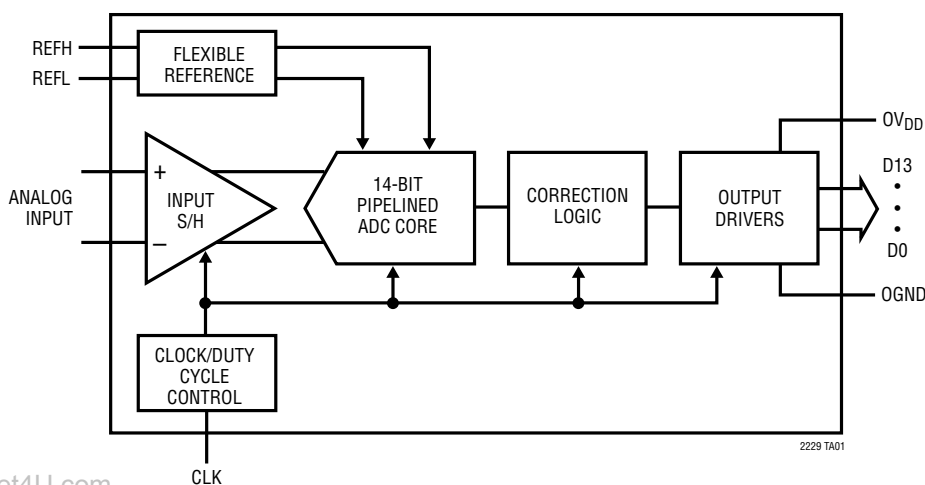 REFH
REFL
FLEXIBLE
REFERENCE
OVDD
D13
D0
OGND
ANALOG
INPUT
+
–
INPUT
S/H
14-BIT
PIPELINED
ADC CORE
CORRECTION
LOGIC
OUTPUT
DRIVERS
CLOCK/DUTY
CYCLE
CONTROL
CLK
2229 TA01